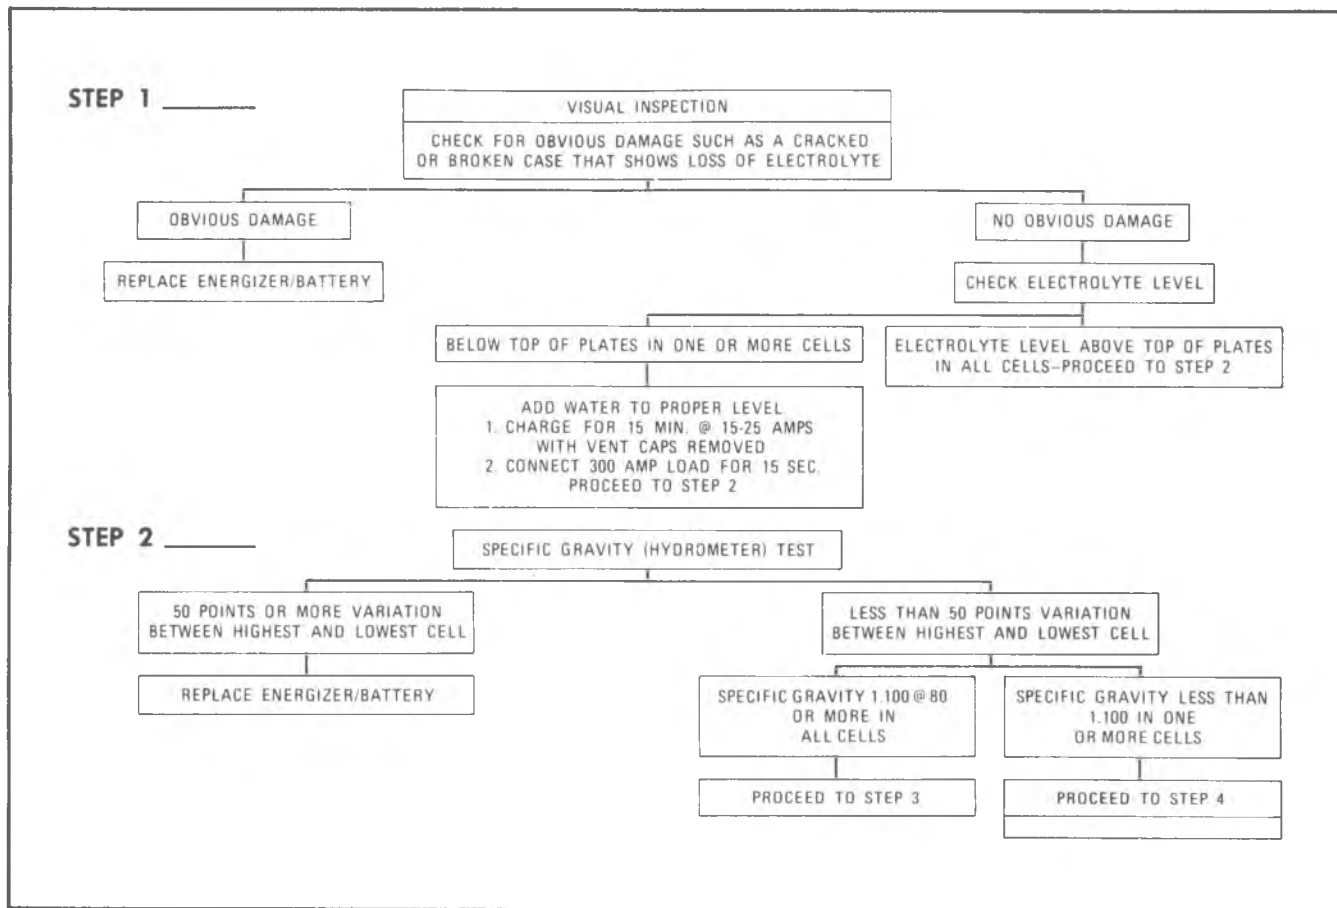 STEP 1
VISUAL INSPECTION
CHECK FOR OBVIOUS DAMAGE SUCH AS A CRACKED
OR BROKEN CASE THAT SHOWS LOSS OF ELECTROLYTE
OBVIOUS DAMAGE
NO OBVIOUS DAMAGE
REPLACE ENERGIZER/BATTERY
CHECK ELECTROLYTE LEVEL
BELOW TOP OF PLATES IN ONE OR MORE CELLS
ELECTROLYTE LEVEL ABOVE TOP OF PLATES
IN ALL CELLS-PROCEED TO STEP 2
ADD WATER TO PROPER LEVEL
1. CHARGE FOR 15 MIN. @ 15-25 AMPS
WITH VENT CAPS REMOVED
2. CONNECT 300 AMP LOAD FOR 15 SEC.
PROCEED TO STEP 2
STEP 2
SPECIFIC GRAVITY (HYDROMETER) TEST
50 POINTS OR MORE VARIATION
BETWEEN HIGHEST AND LOWEST CELL
LESS THAN 50 POINTS VARIATION
BETWEEN HIGHEST AND LOWEST CELL
REPLACE ENERGIZER/BATTERY
SPECIFIC GRAVITY 1.100 @ 80
OR MORE IN
ALL CELLS
SPECIFIC GRAVITY LESS THAN
1.100 IN ONE
OR MORE CELLS
PROCEED TO STEP 3
PROCEED TO STEP 4